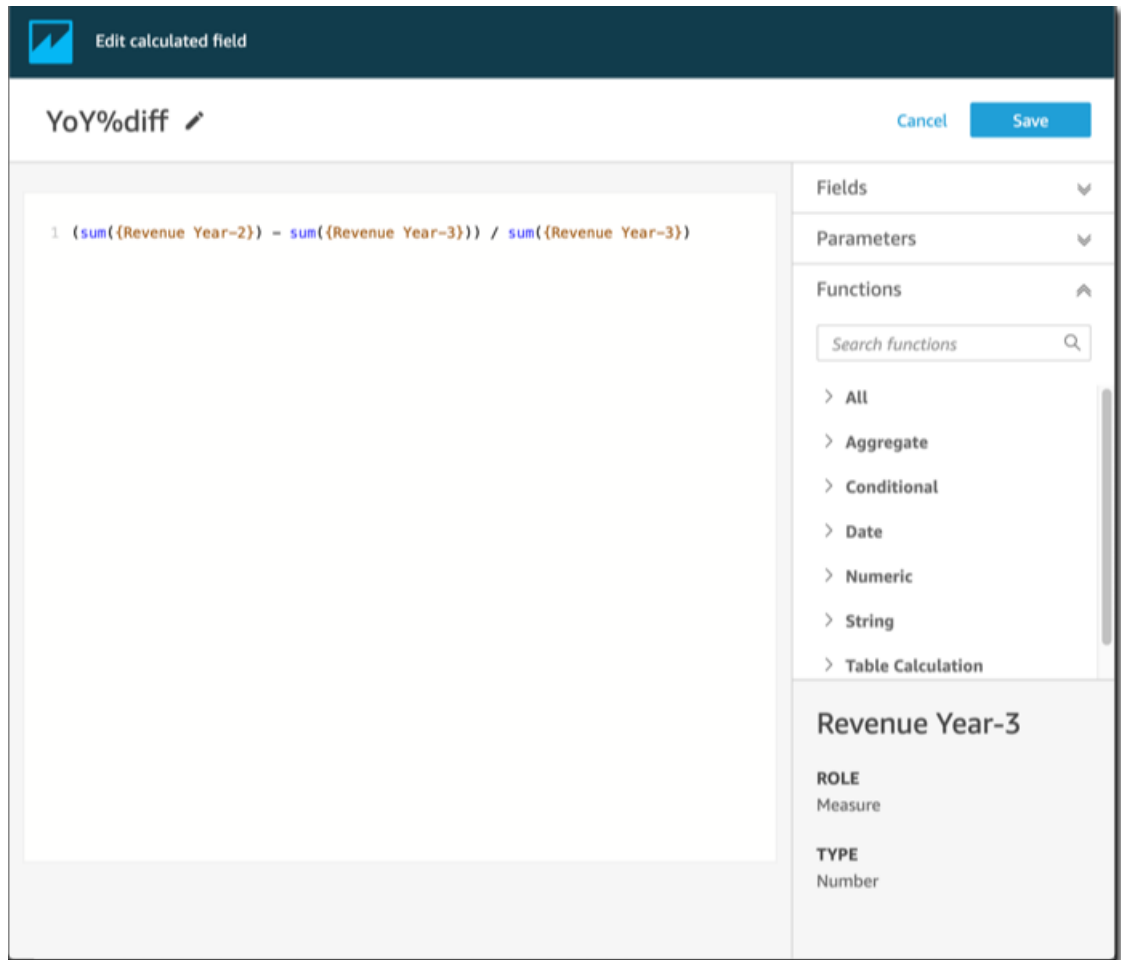 Edit calculated field
YoY%diff
Cancel
Save
1 (sum({Revenue Year-2}) - sum({Revenue Year-3})) / sum({Revenue Year-3})
Fields
Parameters
Functions
Search functions
All
Aggregate
Conditional
Date
Numeric
String
Table Calculation
Revenue Year-3
ROLE
Measure
TYPE
Number